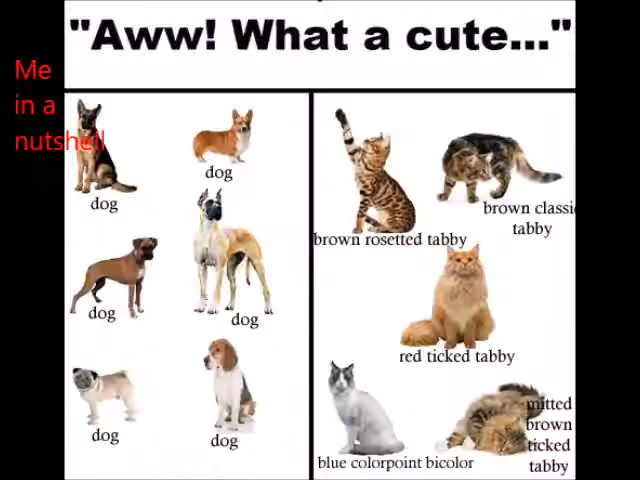 "Aww! What a cute..."
Me
in a
nutshell
dog
dog
dog
dog
dog
dog
brown rosetted tabby
brown classic
tabby
red ticked tabby
blue colorpoint bicolor
mitted
brown
ticked
tabby